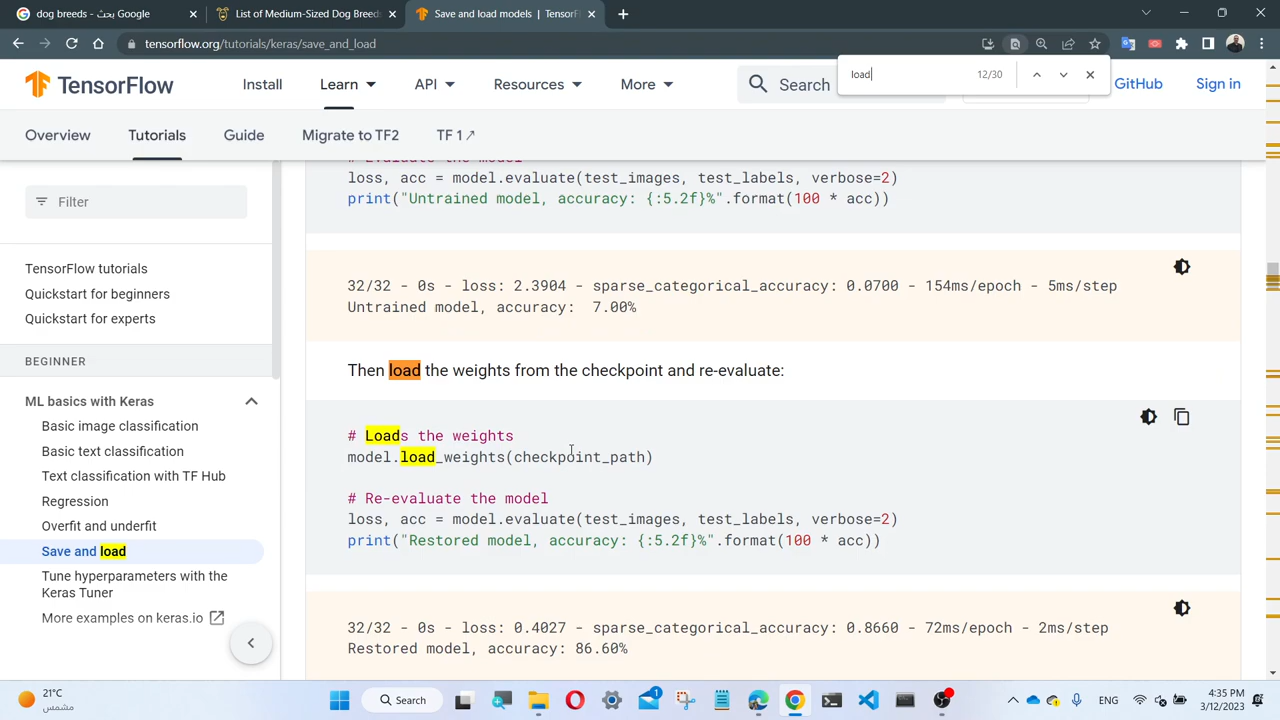 dog breeds - بحث Google
List of Medium-Sized Dog Breeds
Save and load models | TensorF
tensorflow.org/tutorials/keras/save_and_load
TensorFlow
Install
Learn
API
Resources
More
Search
load
12/30
GitHub
Sign in
Overview
Tutorials
Guide
Migrate to TF2
TF 1
Filter
TensorFlow tutorials
Quickstart for beginners
Quickstart for experts
BEGINNER
ML basics with Keras
Basic image classification
Basic text classification
Text classification with TF Hub
Regression
Overfit and underfit
Save and load
Tune hyperparameters with the
Keras Tuner
More examples on keras.io
# Evaluate the model
loss, acc = model.evaluate(test_images, test_labels, verbose=2)
print("Untrained model, accuracy: {:5.2f}%".format(100 * acc))
32/32 - 0s - loss: 2.3904 - sparse_categorical_accuracy: 0.0700 - 154ms/epoch - 5ms/step
Untrained model, accuracy:  7.00%
Then load the weights from the checkpoint and re-evaluate:
# Loads the weights
model.load_weights(checkpoint_path)
# Re-evaluate the model
loss, acc = model.evaluate(test_images, test_labels, verbose=2)
print("Restored model, accuracy: {:5.2f}%".format(100 * acc))
32/32 - 0s - loss: 0.4027 - sparse_categorical_accuracy: 0.8660 - 72ms/epoch - 2ms/step
Restored model, accuracy: 86.60%
21°C
مشمس
Search
1
ENG
4:35 PM
3/12/2023